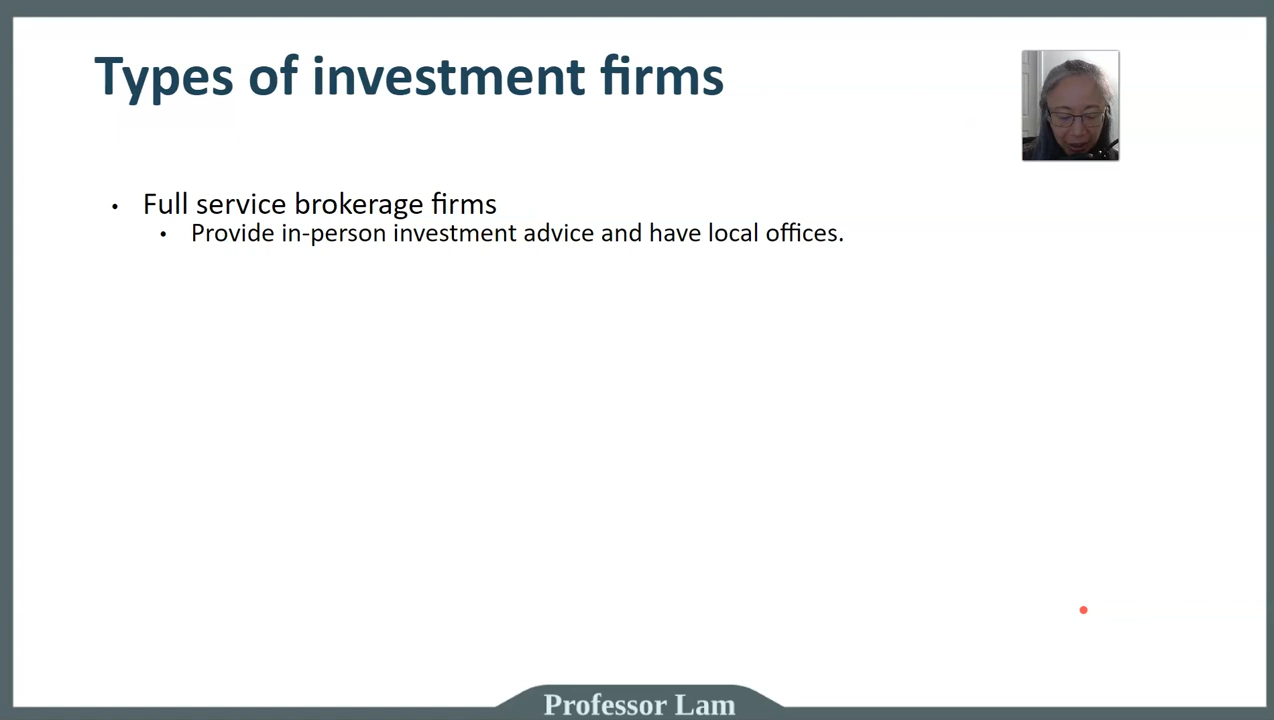 Types of investment firms
• Full service brokerage firms
• Provide in-person investment advice and have local offices.
Professor Lam